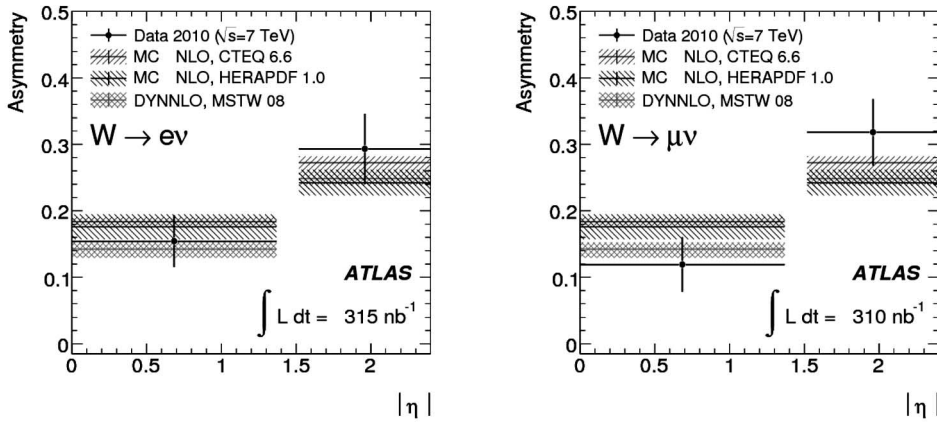 Asymmetry
0.5
0.4
0.3
0.2
0.1
0
Data 2010 (√s=7 TeV)
MC NLO, CTEQ 6.6
MC NLO, HERAPDF 1.0
DYNNLO, MSTW 08
W → eν
ATLAS
∫ L dt = 315 nb⁻¹
0 0.5 1 1.5 2
|η|
Asymmetry
0.5
0.4
0.3
0.2
0.1
0
Data 2010 (√s=7 TeV)
MC NLO, CTEQ 6.6
MC NLO, HERAPDF 1.0
DYNNLO, MSTW 08
W → μν
ATLAS
∫ L dt = 310 nb⁻¹
0 0.5 1 1.5 2
|η|